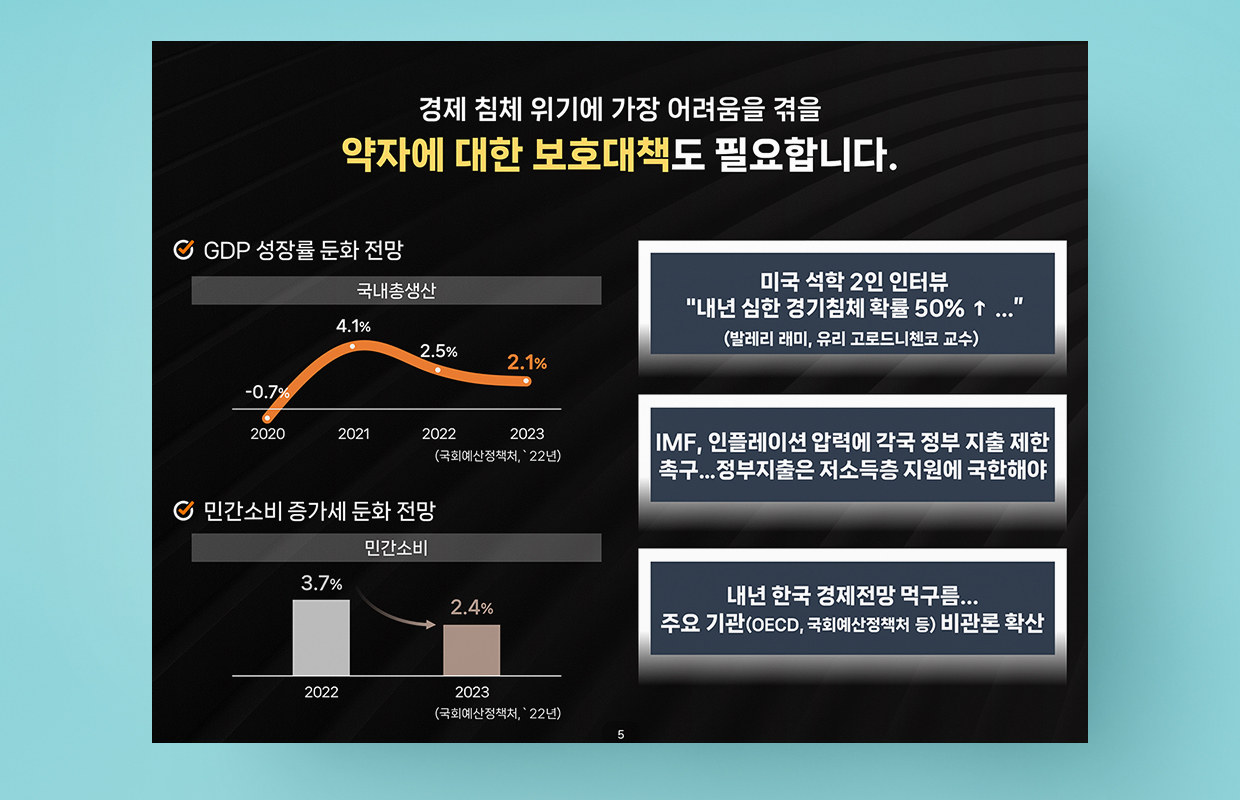 경제 침체 위기에 가장 어려움을 겪을
약자에 대한 보호대책도 필요합니다.
GDP 성장률 둔화 전망
국내총생산
-0.7%
4.1%
2.5%
2.1%
2020
2021
2022
2023
(국회예산정책처,`22년)
민간소비 증가세 둔화 전망
민간소비
3.7%
2.4%
2022
2023
(국회예산정책처,`22년)
미국 석학 2인 인터뷰
"내년 심한 경기침체 확률 50% ↑ ..."
(발레리 래미, 유리 고로드니첸코 교수)
IMF, 인플레이션 압력에 각국 정부 지출 제한
촉구...정부지출은 저소득층 지원에 국한해야
내년 한국 경제전망 먹구름...
주요 기관(OECD, 국회예산정책처 등) 비관론 확산
5